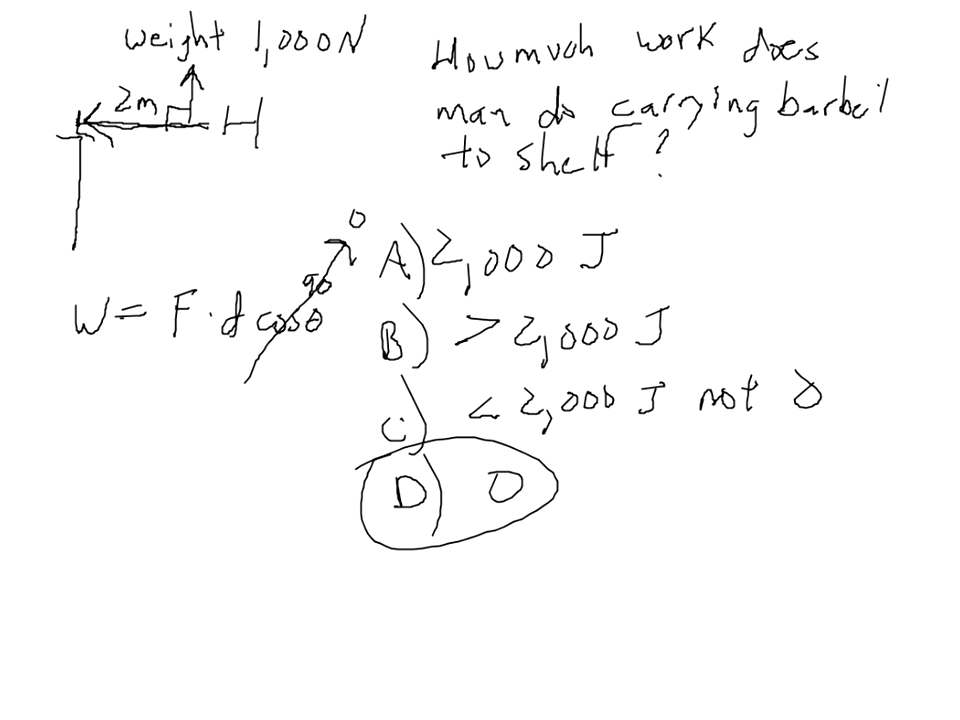 weight 1,000N
2m
How much work does
man do carrying barbell
to shelf?
0
90
W = F · d cosθ
A) 2,000 J
B) > 2,000 J
C) < 2,000 J not 0
D) 0